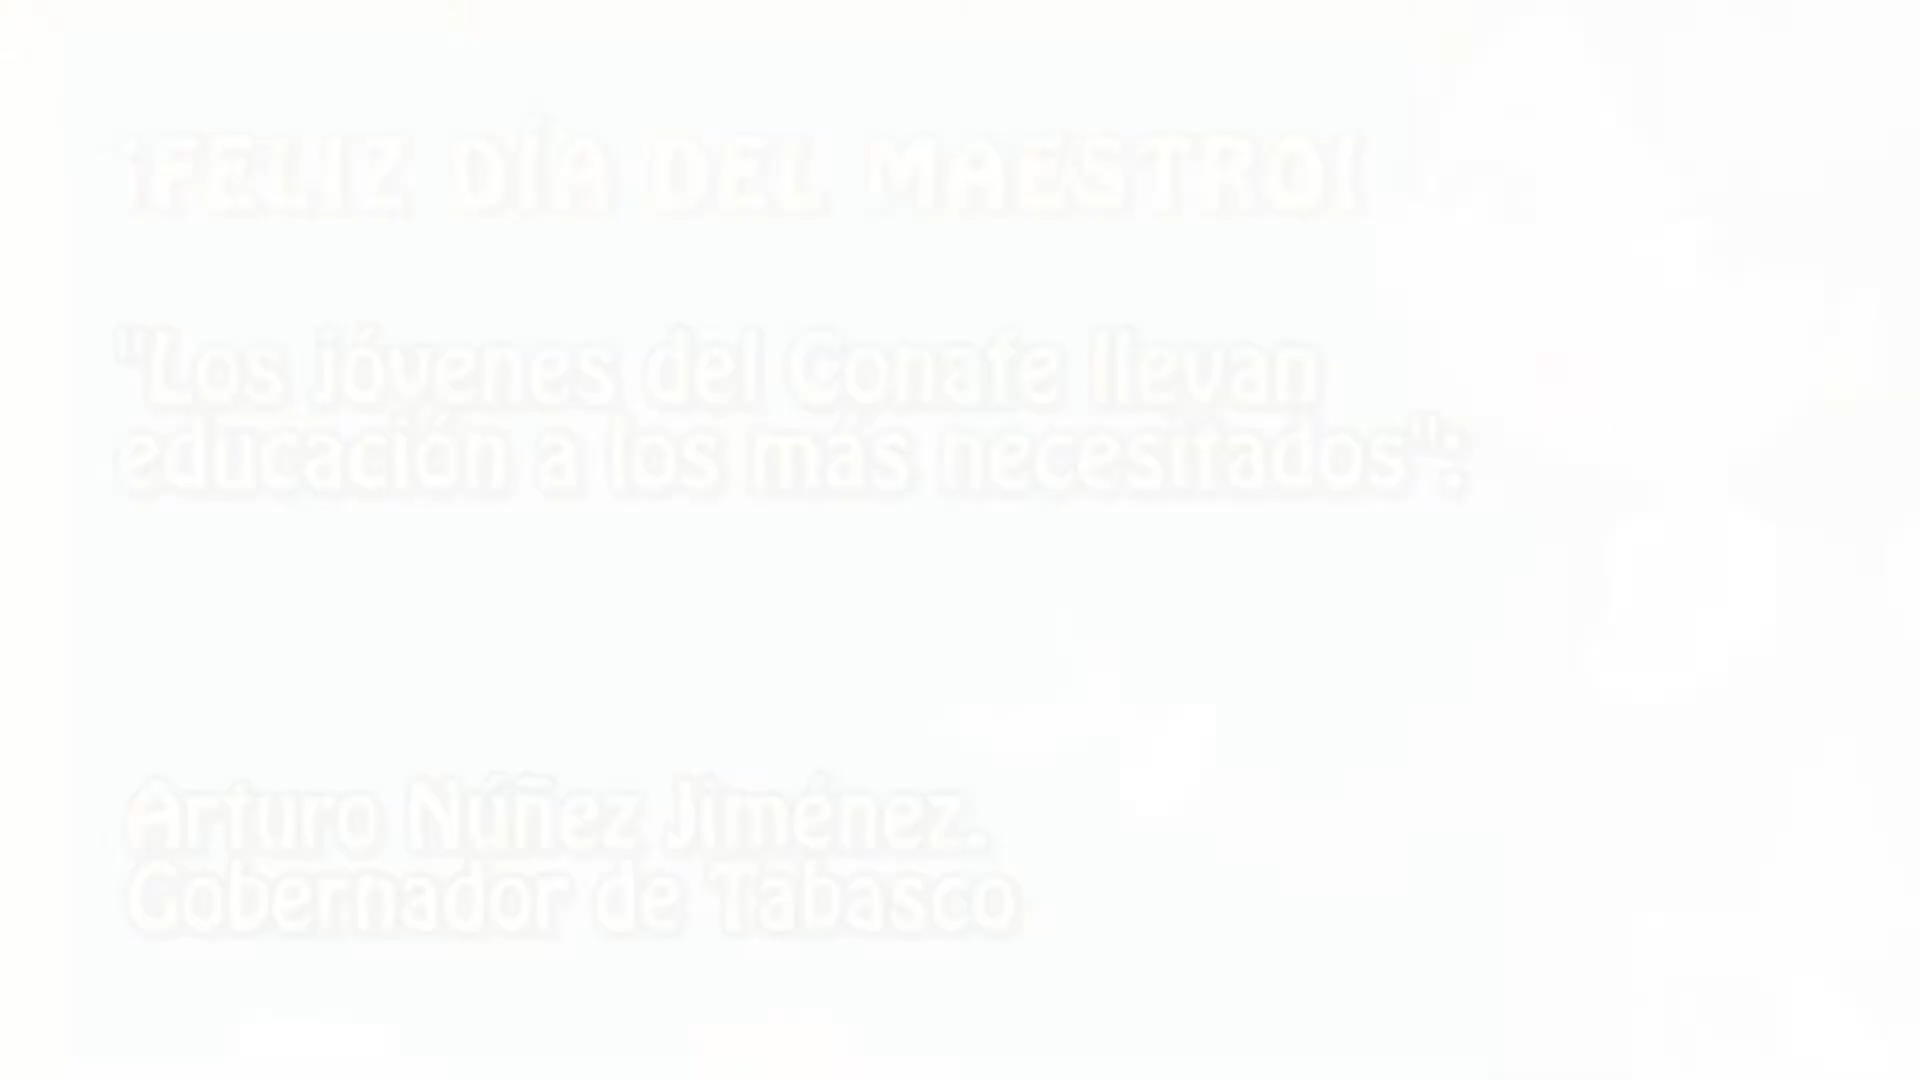 ¡FELIZ DÍA DEL MAESTRO!
"Los jóvenes del Conafe llevan
educación a los más necesitados":
Arturo Núñez Jiménez.
Gobernador de Tabasco